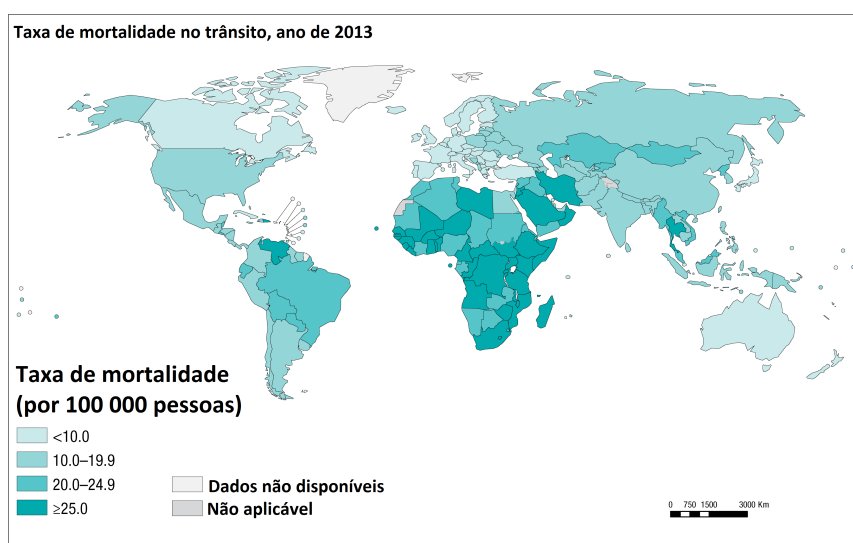 Taxa de mortalidade no trânsito, ano de 2013
Taxa de mortalidade
(por 100 000 pessoas)
<10.0
10.0–19.9
20.0–24.9
≥25.0
Dados não disponíveis
Não aplicável
0 750 1500 3000 Km